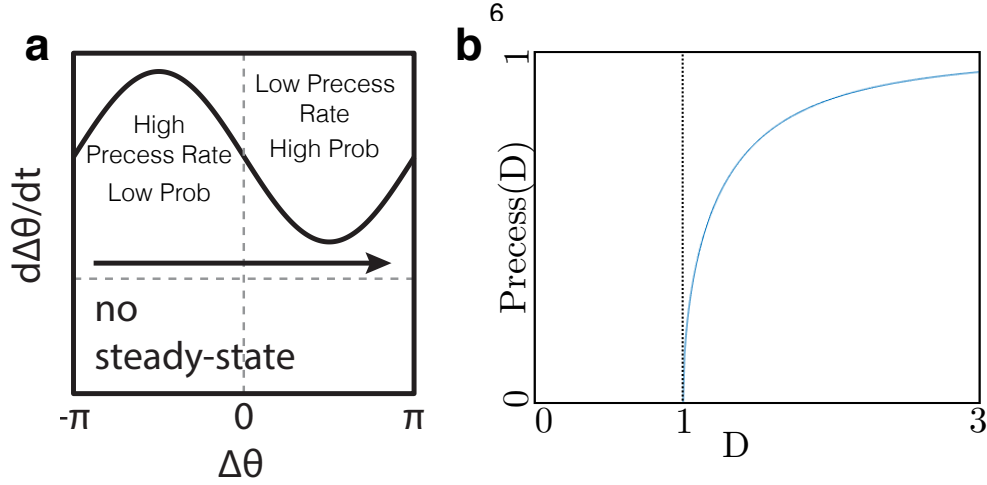 6
a
High
Precess Rate
Low Prob
Low Precess
Rate
High Prob
dΔθ/dt
no
steady-state
-π
0
π
Δθ
b
1
Precess(D)
0
0
1
3
D